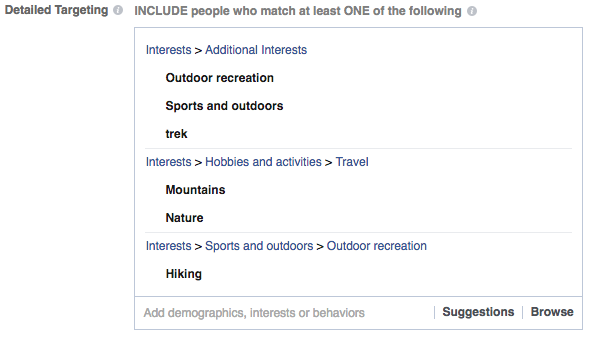 Detailed Targeting i INCLUDE people who match at least ONE of the following i
Interests > Additional Interests
Outdoor recreation
Sports and outdoors
trek
Interests > Hobbies and activities > Travel
Mountains
Nature
Interests > Sports and outdoors > Outdoor recreation
Hiking
Add demographics, interests or behaviors | Suggestions | Browse